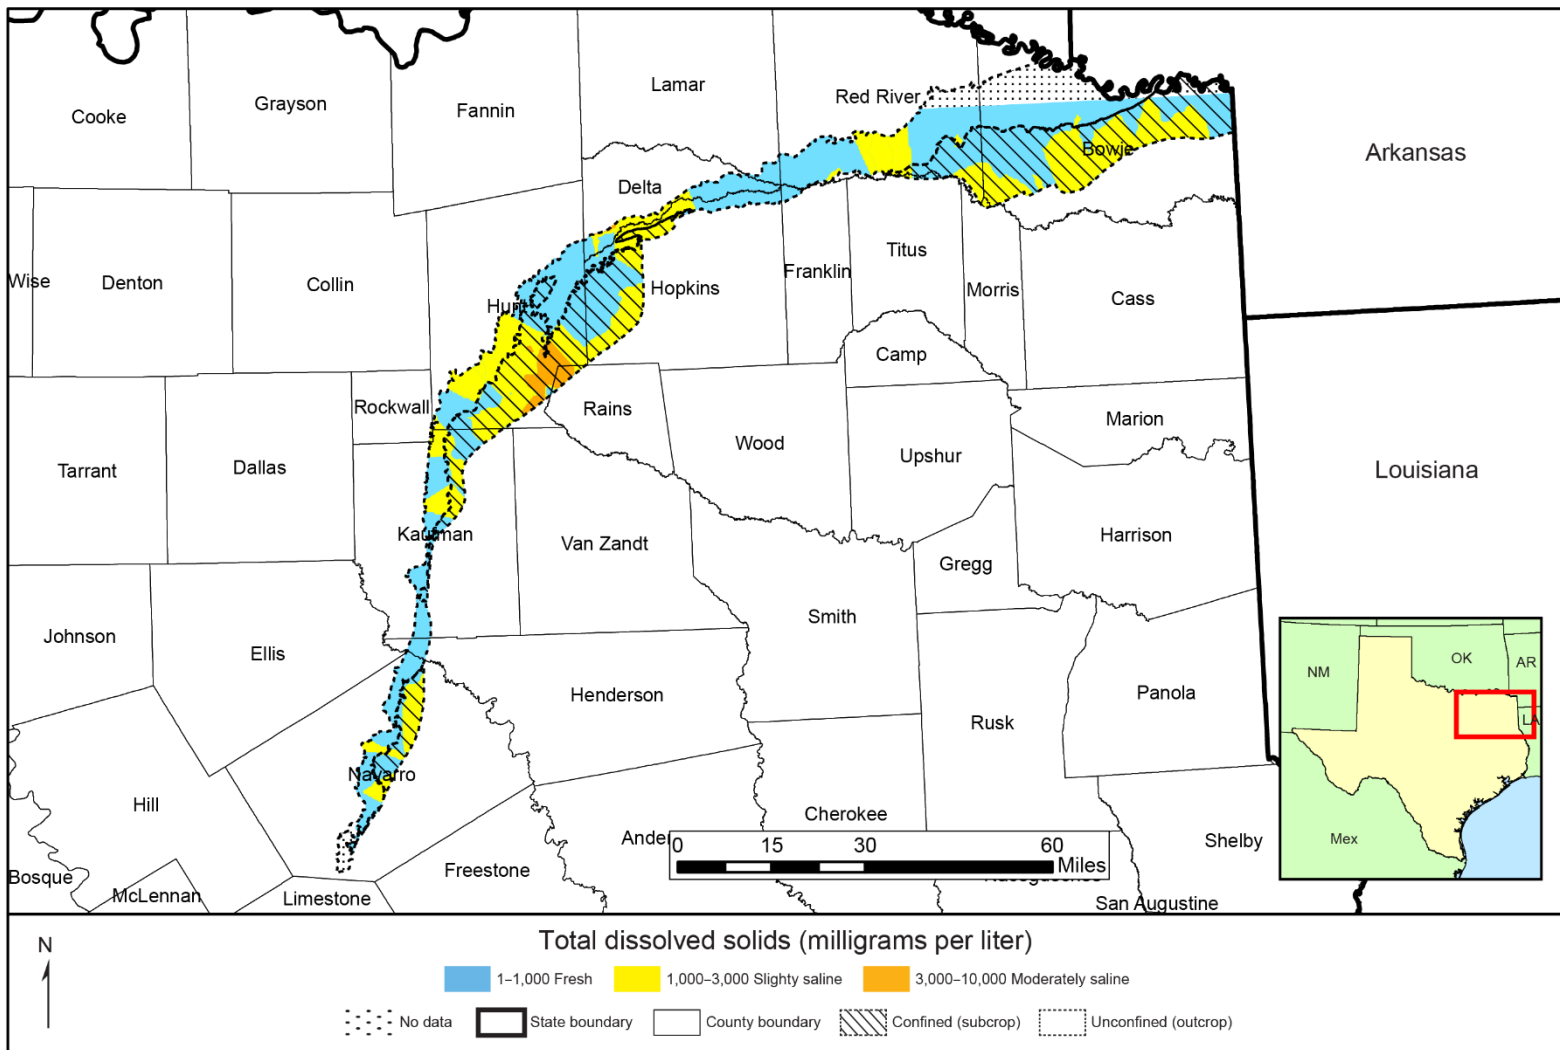 Lamar
Red River
Cooke
Grayson
Fannin
Arkansas
Bowie
Delta
Titus
Wise
Denton
Collin
Franklin
Hopkins
Morris
Cass
Hunt
Camp
Rockwall
Rains
Marion
Wood
Upshur
Tarrant
Dallas
Louisiana
Kaufman
Van Zandt
Harrison
Gregg
Smith
Johnson
Ellis
Henderson
Panola
Rusk
Navarro
Hill
Cherokee
Ander
Shelby
Freestone
Bosque
McLennan
Limestone
San Augustine
0 15 30 60
Miles
NM
OK
AR
LA
Mex
N
Total dissolved solids (milligrams per liter)
1–1,000 Fresh
1,000–3,000 Slighty saline
3,000–10,000 Moderately saline
No data
State boundary
County boundary
Confined (subcrop)
Unconfined (outcrop)